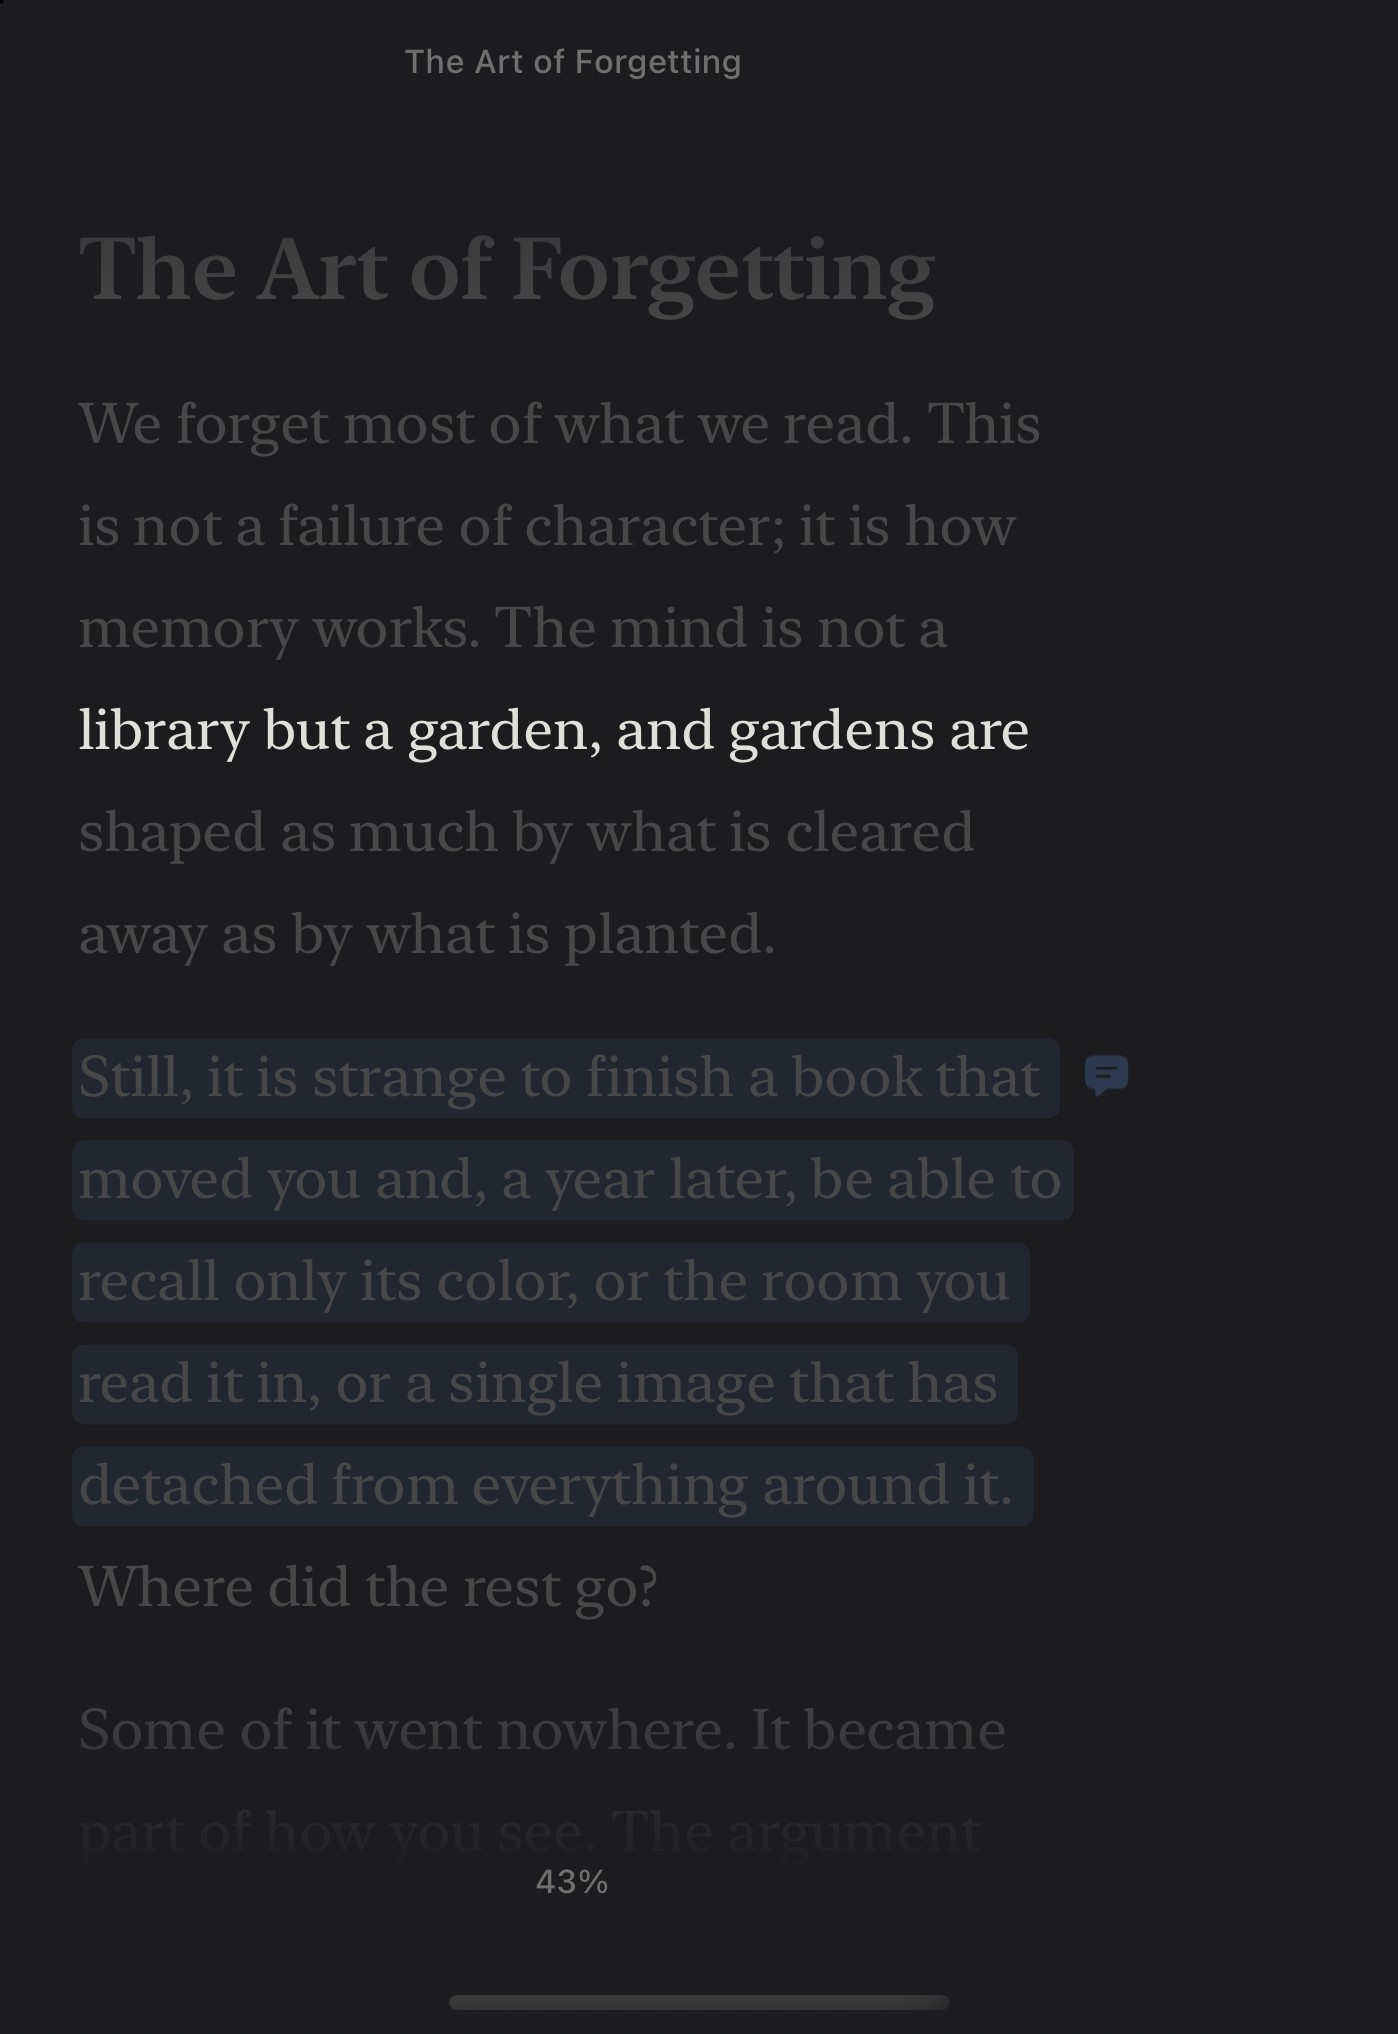 The Art of Forgetting
The Art of Forgetting
We forget most of what we read. This
is not a failure of character; it is how
memory works. The mind is not a
library but a garden, and gardens are
shaped as much by what is cleared
away as by what is planted.
Still, it is strange to finish a book that
moved you and, a year later, be able to
recall only its color, or the room you
read it in, or a single image that has
detached from everything around it.
Where did the rest go?
Some of it went nowhere. It became
part of how you see. The argument
43%